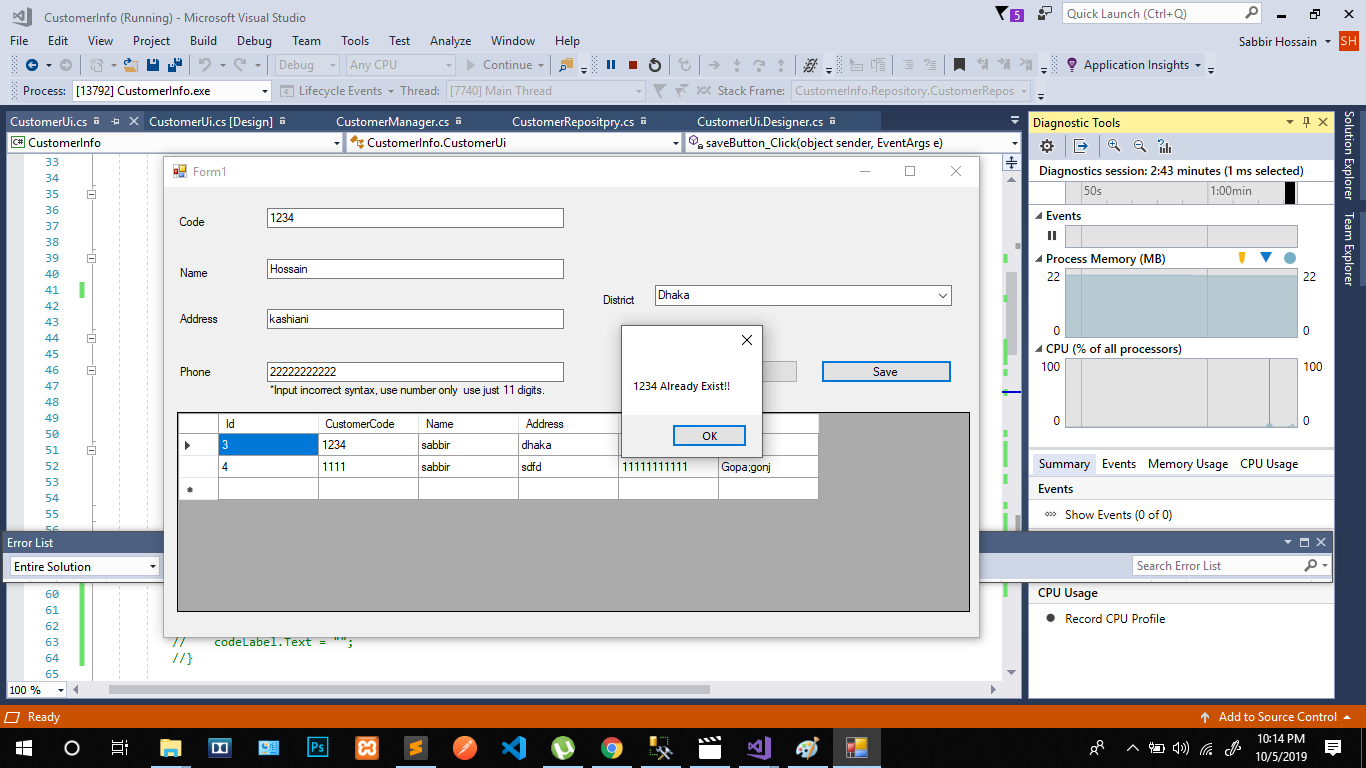 CustomerInfo (Running) - Microsoft Visual Studio
5
Quick Launch (Ctrl+Q)
File Edit View Project Build Debug Team Tools Test Analyze Window Help
Sabbir Hossain SH
Debug Any CPU Continue Application Insights
Process: [13792] CustomerInfo.exe Lifecycle Events Thread: [7740] Main Thread Stack Frame: CustomerInfo.Repository.CustomerRepos
CustomerUi.cs CustomerUi.cs [Design] CustomerManager.cs CustomerRepositpry.cs CustomerUi.Designer.cs
C# CustomerInfo CustomerInfo.CustomerUi saveButton_Click(object sender, EventArgs e)
33
34
35
36
37
38
39
40
41
42
43
44
45
46
47
48
49
50
51
52
53
54
55
56
Form1
Code 1234
Name Hossain
District Dhaka
Address kashiani
Phone 22222222222
*Input incorrect syntax, use number only use just 11 digits.
Save
1234 Already Exist!!
OK
Id CustomerCode Name Address
3 1234 sabbir dhaka
4 1111 sabbir sdfd 11111111111 Gopa;gonj
*
Error List
Entire Solution
Search Error List
60
61
62
63 // codeLabel.Text = "";
64 //}
65
100 %
Diagnostic Tools
Diagnostics session: 2:43 minutes (1 ms selected)
50s 1:00min
Events
Process Memory (MB)
22 22
0 0
CPU (% of all processors)
100 100
0 0
Summary Events Memory Usage CPU Usage
Events
Show Events (0 of 0)
CPU Usage
Record CPU Profile
Solution Explorer
Team Explorer
Ready
Add to Source Control
Ps
10:14 PM
10/5/2019